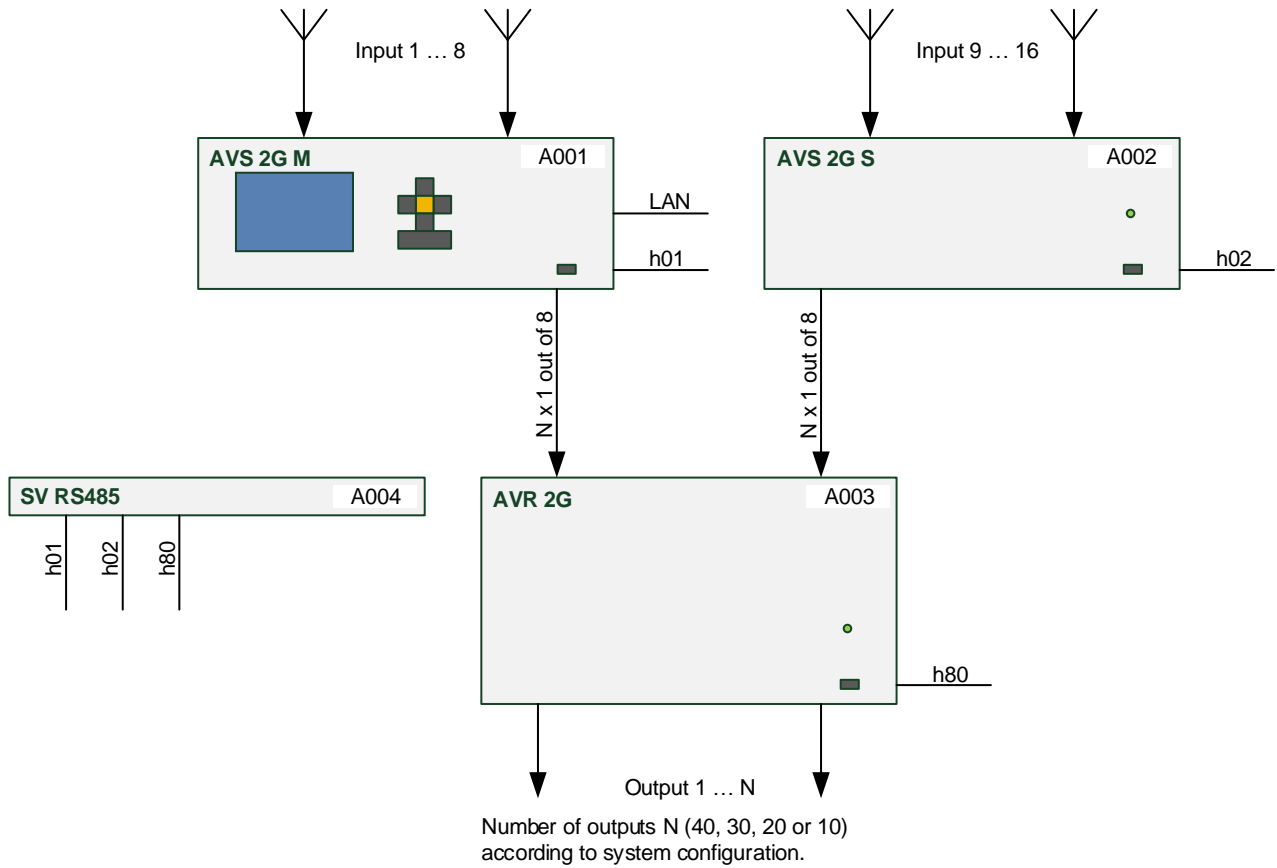 Input 1 … 8
Input 9 … 16
AVS 2G M
A001
AVS 2G S
A002
LAN
h01
h02
N x 1 out of 8
N x 1 out of 8
SV RS485
A004
AVR 2G
A003
h01
h02
h80
h80
Output 1 … N
Number of outputs N (40, 30, 20 or 10)
according to system configuration.